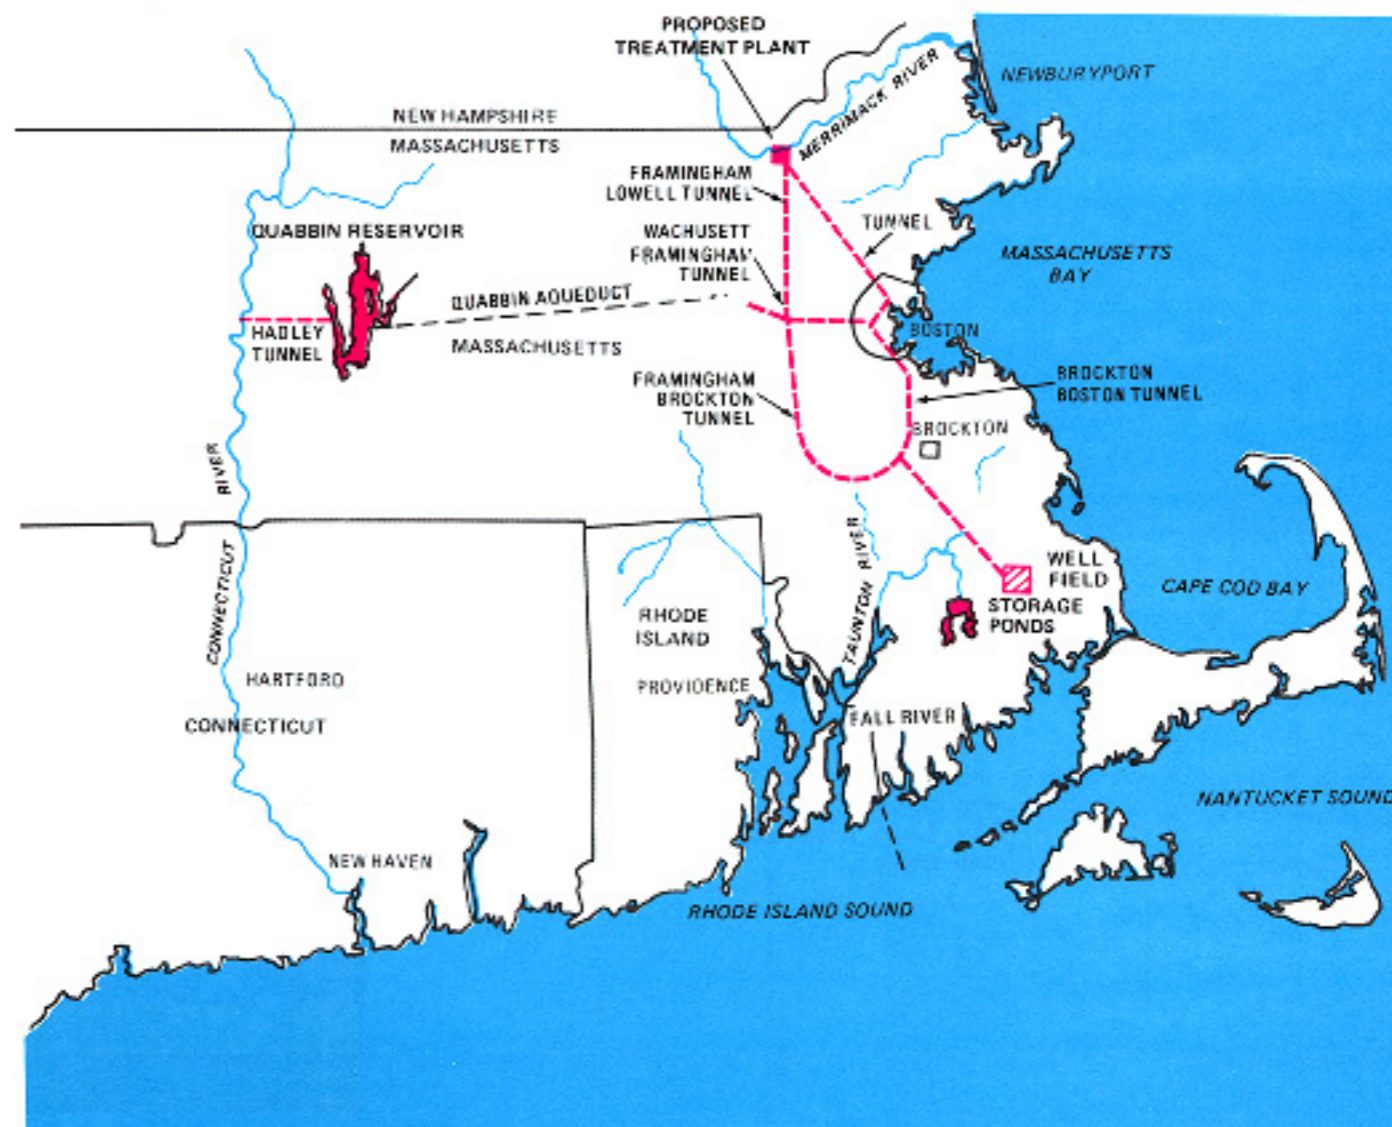 PROPOSED
TREATMENT PLANT
NEWBURYPORT
MERRIMACK RIVER
NEW HAMPSHIRE
MASSACHUSETTS
FRAMINGHAM
LOWELL TUNNEL
QUABBIN RESERVOIR
WACHUSETT
FRAMINGHAM
TUNNEL
TUNNEL
MASSACHUSETTS
BAY
QUABBIN AQUEDUCT
HADLEY
TUNNEL
MASSACHUSETTS
BOSTON
FRAMINGHAM
BROCKTON
TUNNEL
BROCKTON
BOSTON TUNNEL
BROCKTON
RIVER
CONNECTICUT
TAUNTON RIVER
WELL
FIELD
CAPE COD BAY
STORAGE
PONDS
RHODE
ISLAND
HARTFORD
PROVIDENCE
CONNECTICUT
FALL RIVER
NANTUCKET SOUND
NEW HAVEN
RHODE ISLAND SOUND